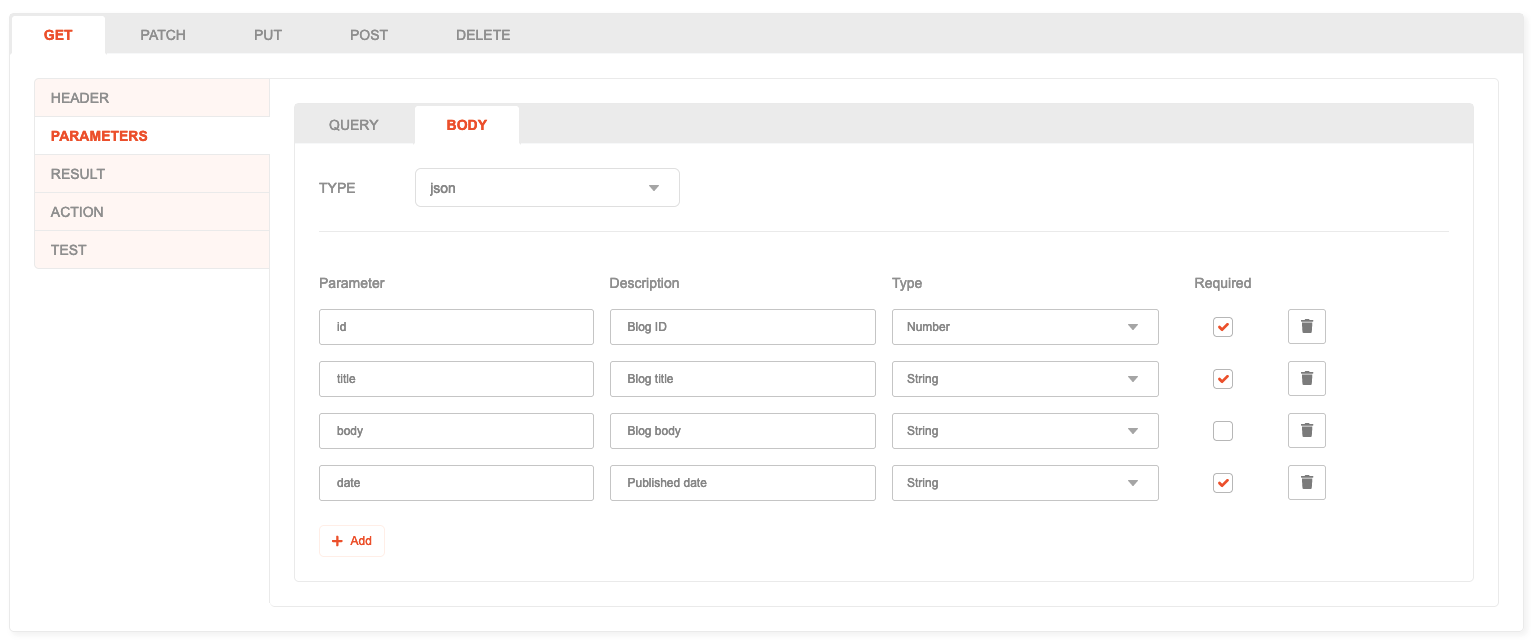 GET PATCH PUT POST DELETE
HEADER
PARAMETERS
RESULT
ACTION
TEST
QUERY BODY
TYPE json
Parameter Description Type Required
id Blog ID Number
title Blog title String
body Blog body String
date Published date String
+ Add